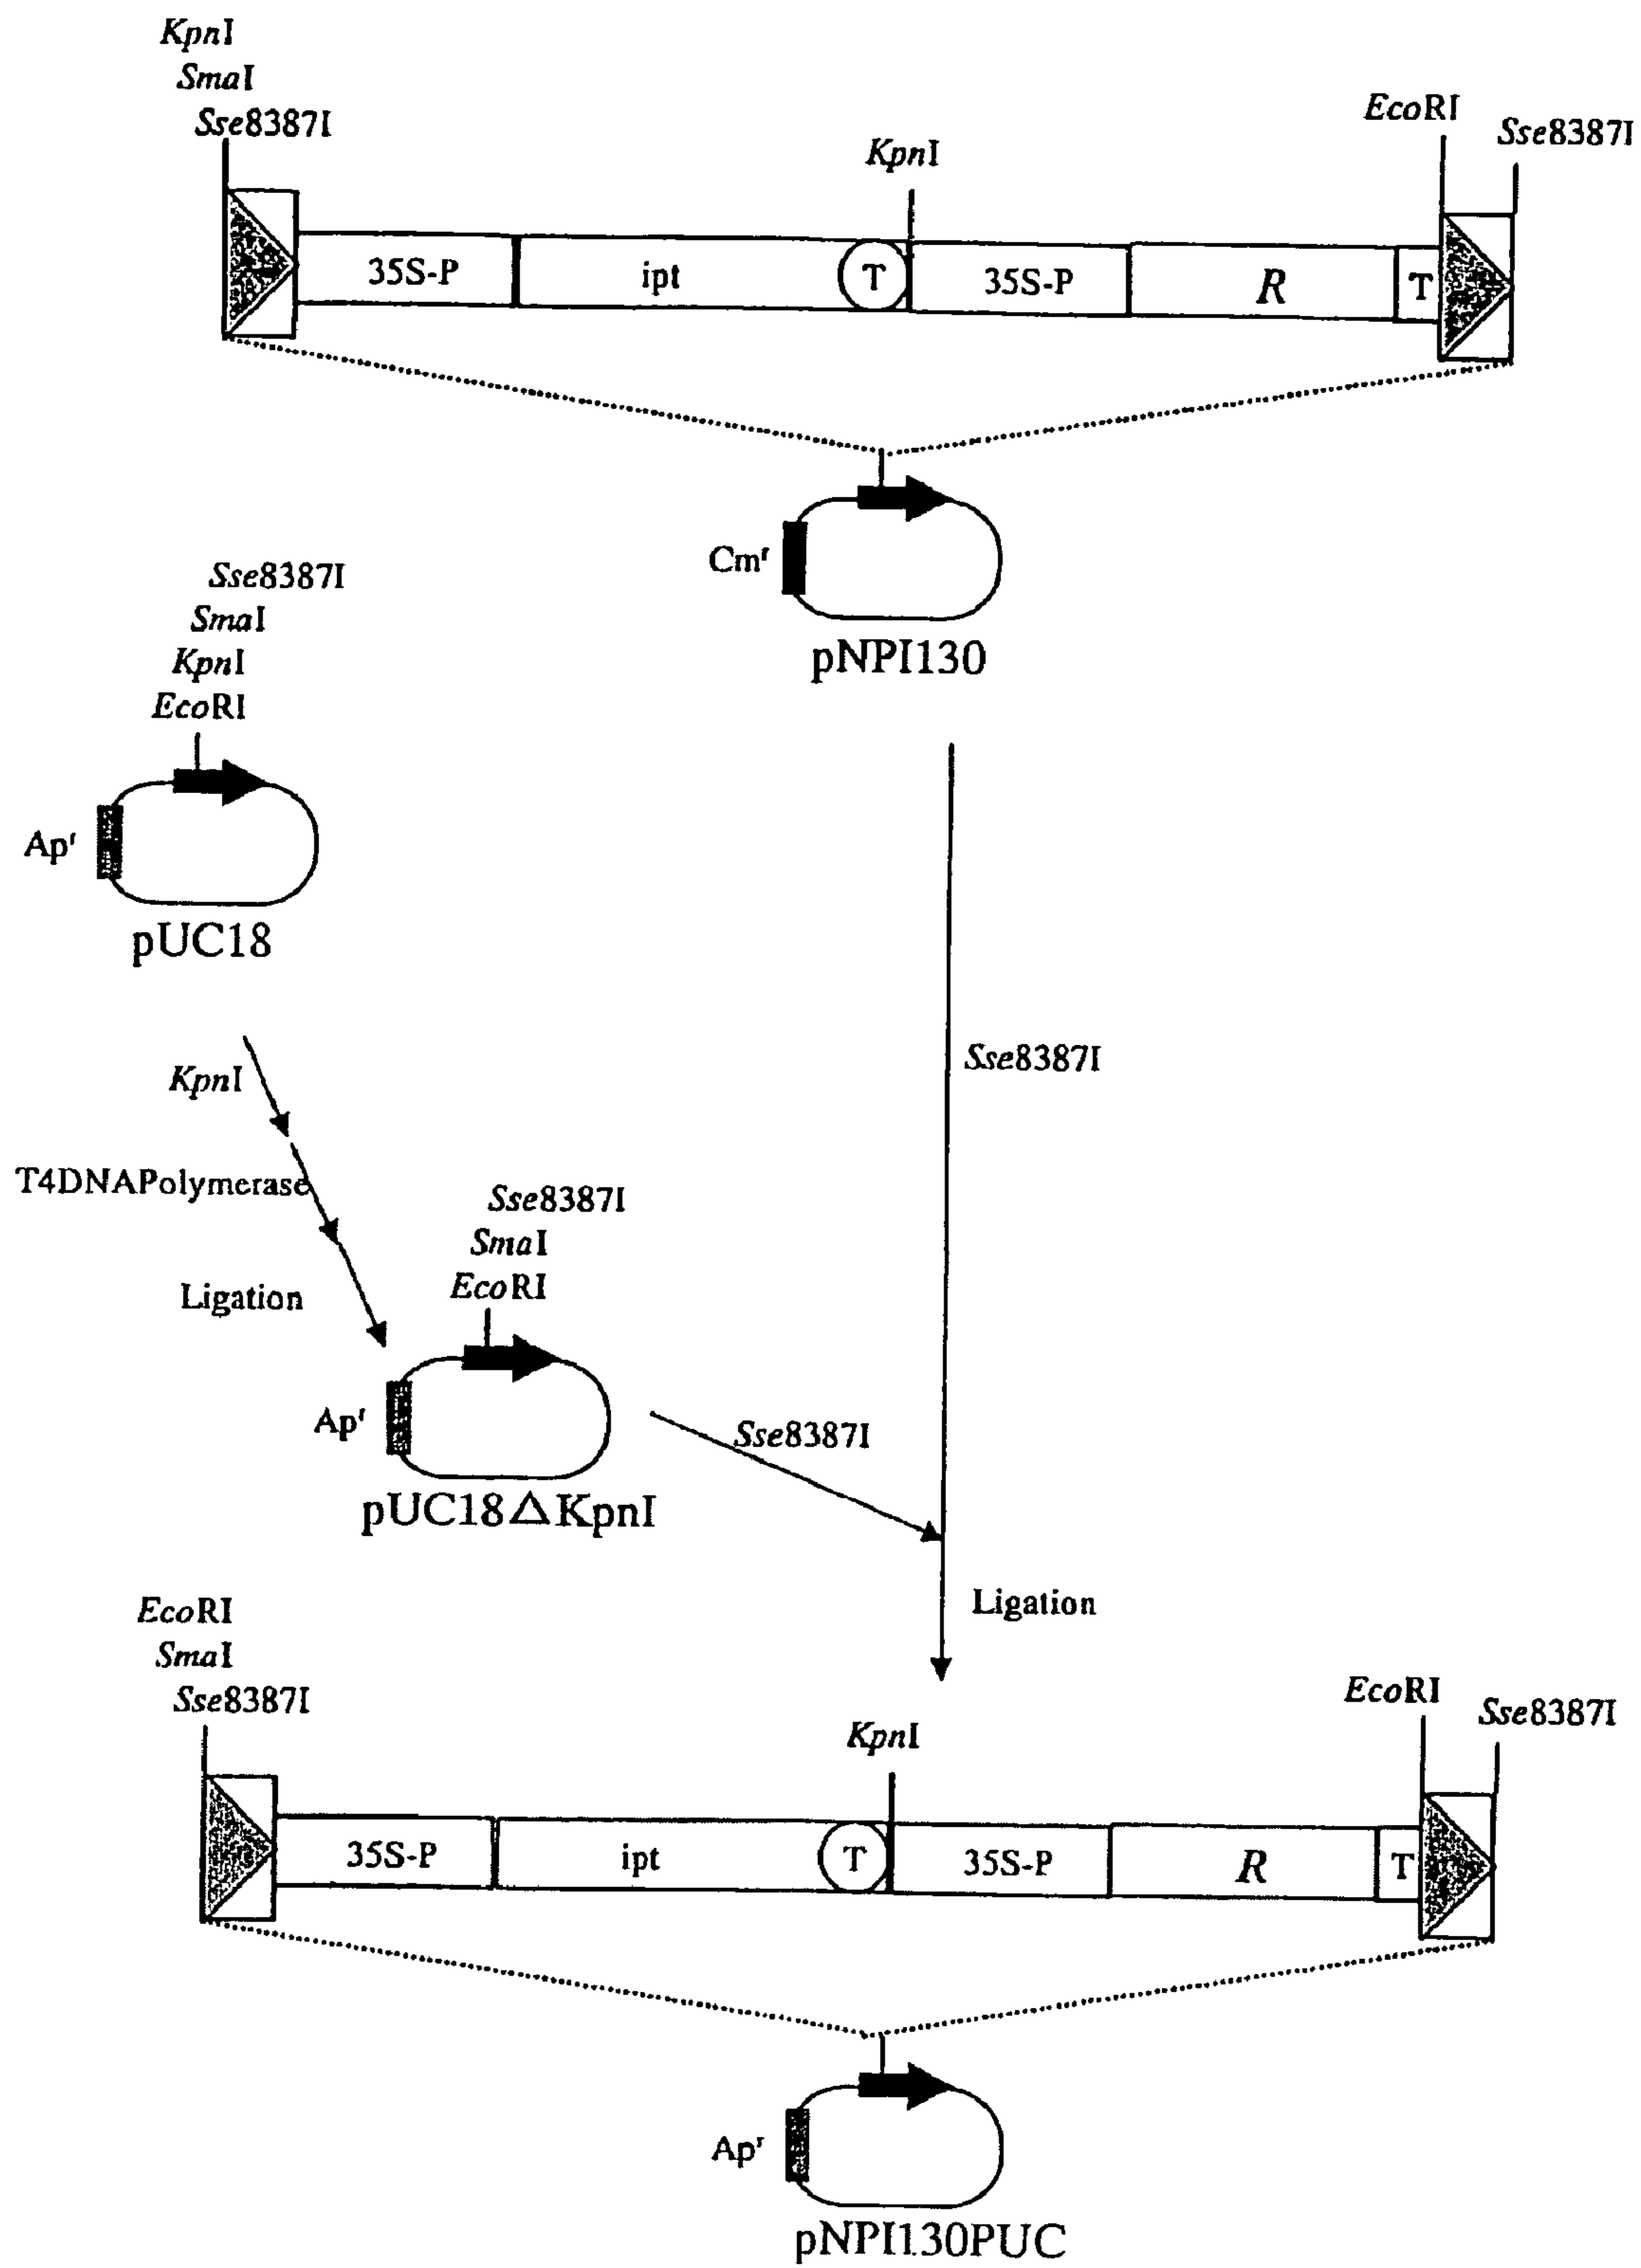 KpnI
SmaI
Sse8387I
EcoRI
Sse8387I
KpnI
35S-P
ipt
T
35S-P
R
T
Cmʳ
pNPI130
Sse8387I
SmaI
KpnI
EcoRI
Apʳ
pUC18
KpnI
T4DNAPolymerase
Ligation
Sse8387I
Sse8387I
SmaI
EcoRI
Apʳ
pUC18△KpnI
Sse8387I
Ligation
EcoRI
SmaI
Sse8387I
EcoRI
Sse8387I
KpnI
35S-P
ipt
T
35S-P
R
T
Apʳ
pNPI130PUC